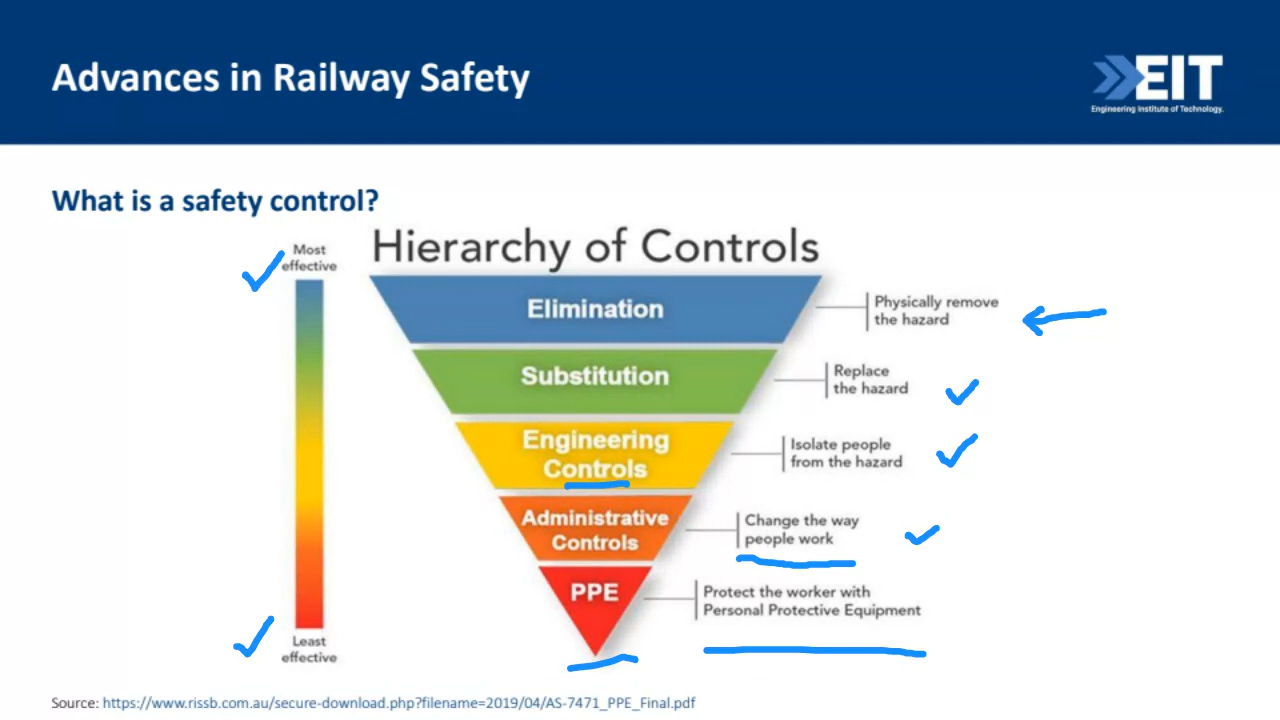 Advances in Railway Safety
EIT
Engineering Institute of Technology.
What is a safety control?
Hierarchy of Controls
Most
effective
Elimination
Physically remove
the hazard
Substitution
Replace
the hazard
Engineering
Controls
Isolate people
from the hazard
Administrative
Controls
Change the way
people work
PPE
Protect the worker with
Personal Protective Equipment
Least
effective
Source: https://www.rissb.com.au/secure-download.php?filename=2019/04/AS-7471_PPE_Final.pdf